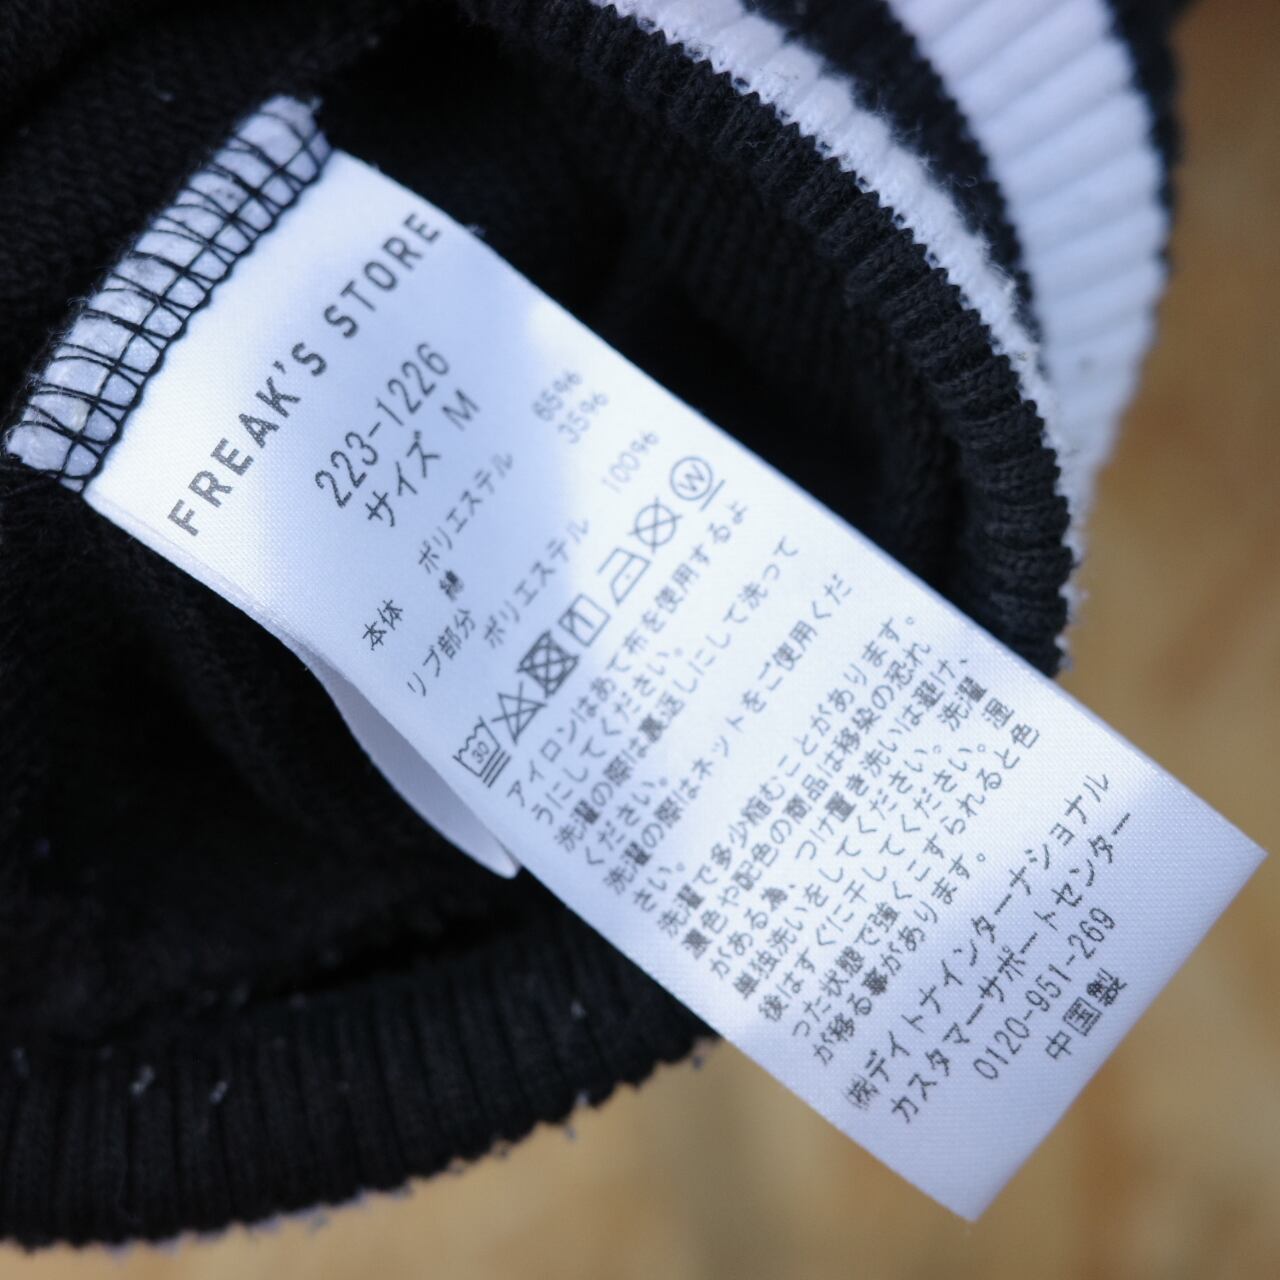 FREAK'S STORE
223-1226
サイズ M
本体 ポリエステル 65%
綿 35%
リブ部分
ポリエステル 100%
30 W
アイロンはあて布を使用するよ
うにしてください。
洗濯の際は裏返しにして洗って
ください。
洗濯の際はネットをご使用くだ
さい。
洗濯で多少縮むことがあります。
濃色や配色の商品は移染の恐れ
がある為、つけ置き洗いは避け、
単独洗いをしてください。洗濯
後はすぐに干してください。湿
った状態で強くこすられると色
が移る事があります。
㈱デイトナインターナショナル
カスタマーサポートセンター
0120-951-269
中国製